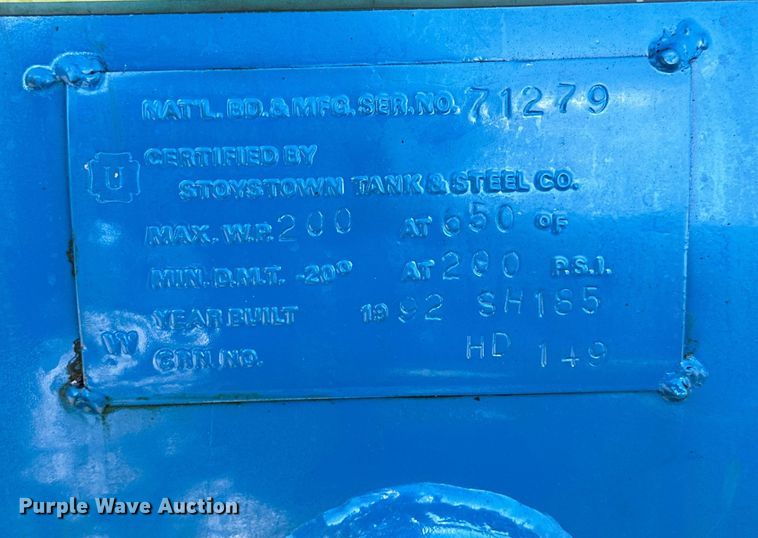 NAT'L. BD. & MFG. SER. NO. 71279
U
CERTIFIED BY
STOYSTOWN TANK & STEEL CO.
MAX. W.P. 200 AT 650 °F
MIN. D.M.T. -20° AT 200 P.S.I.
YEAR BUILT 1992 SH185
W
CRN NO. HD 149
Purple Wave Auction